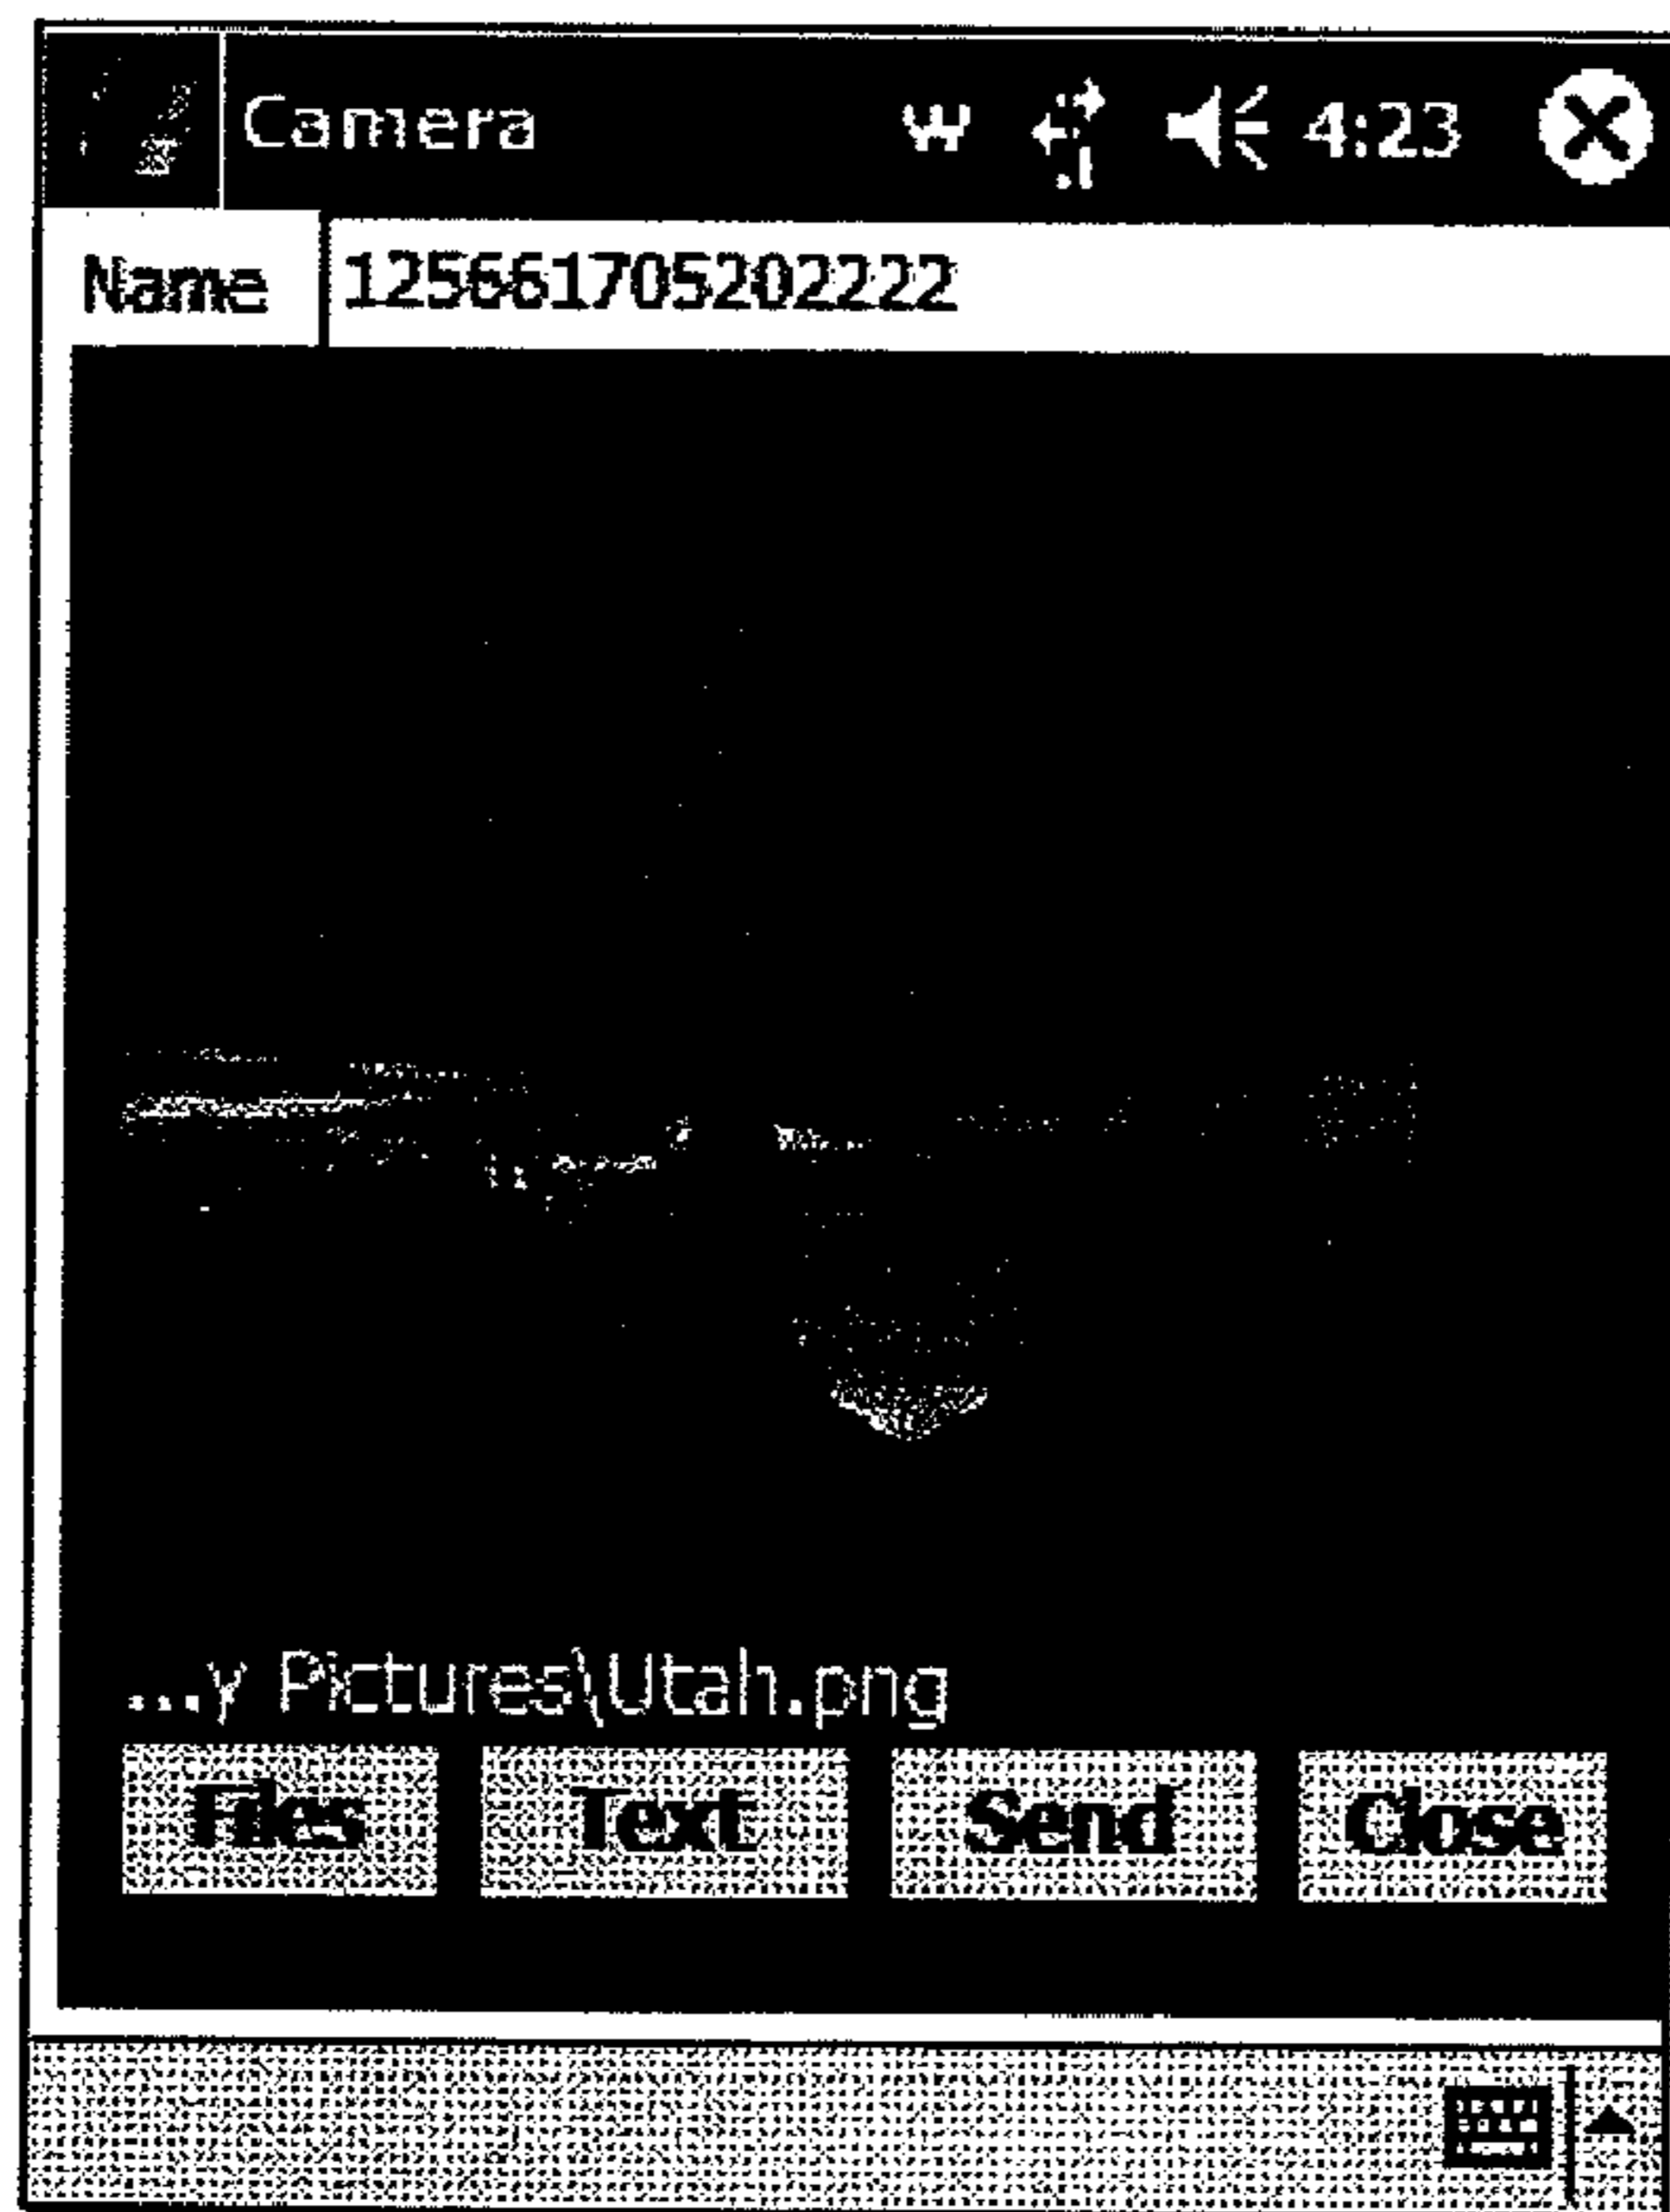 Camera 4:23
Name 125661705202222
...y Pictures\Utah.png
Files Text Send Close